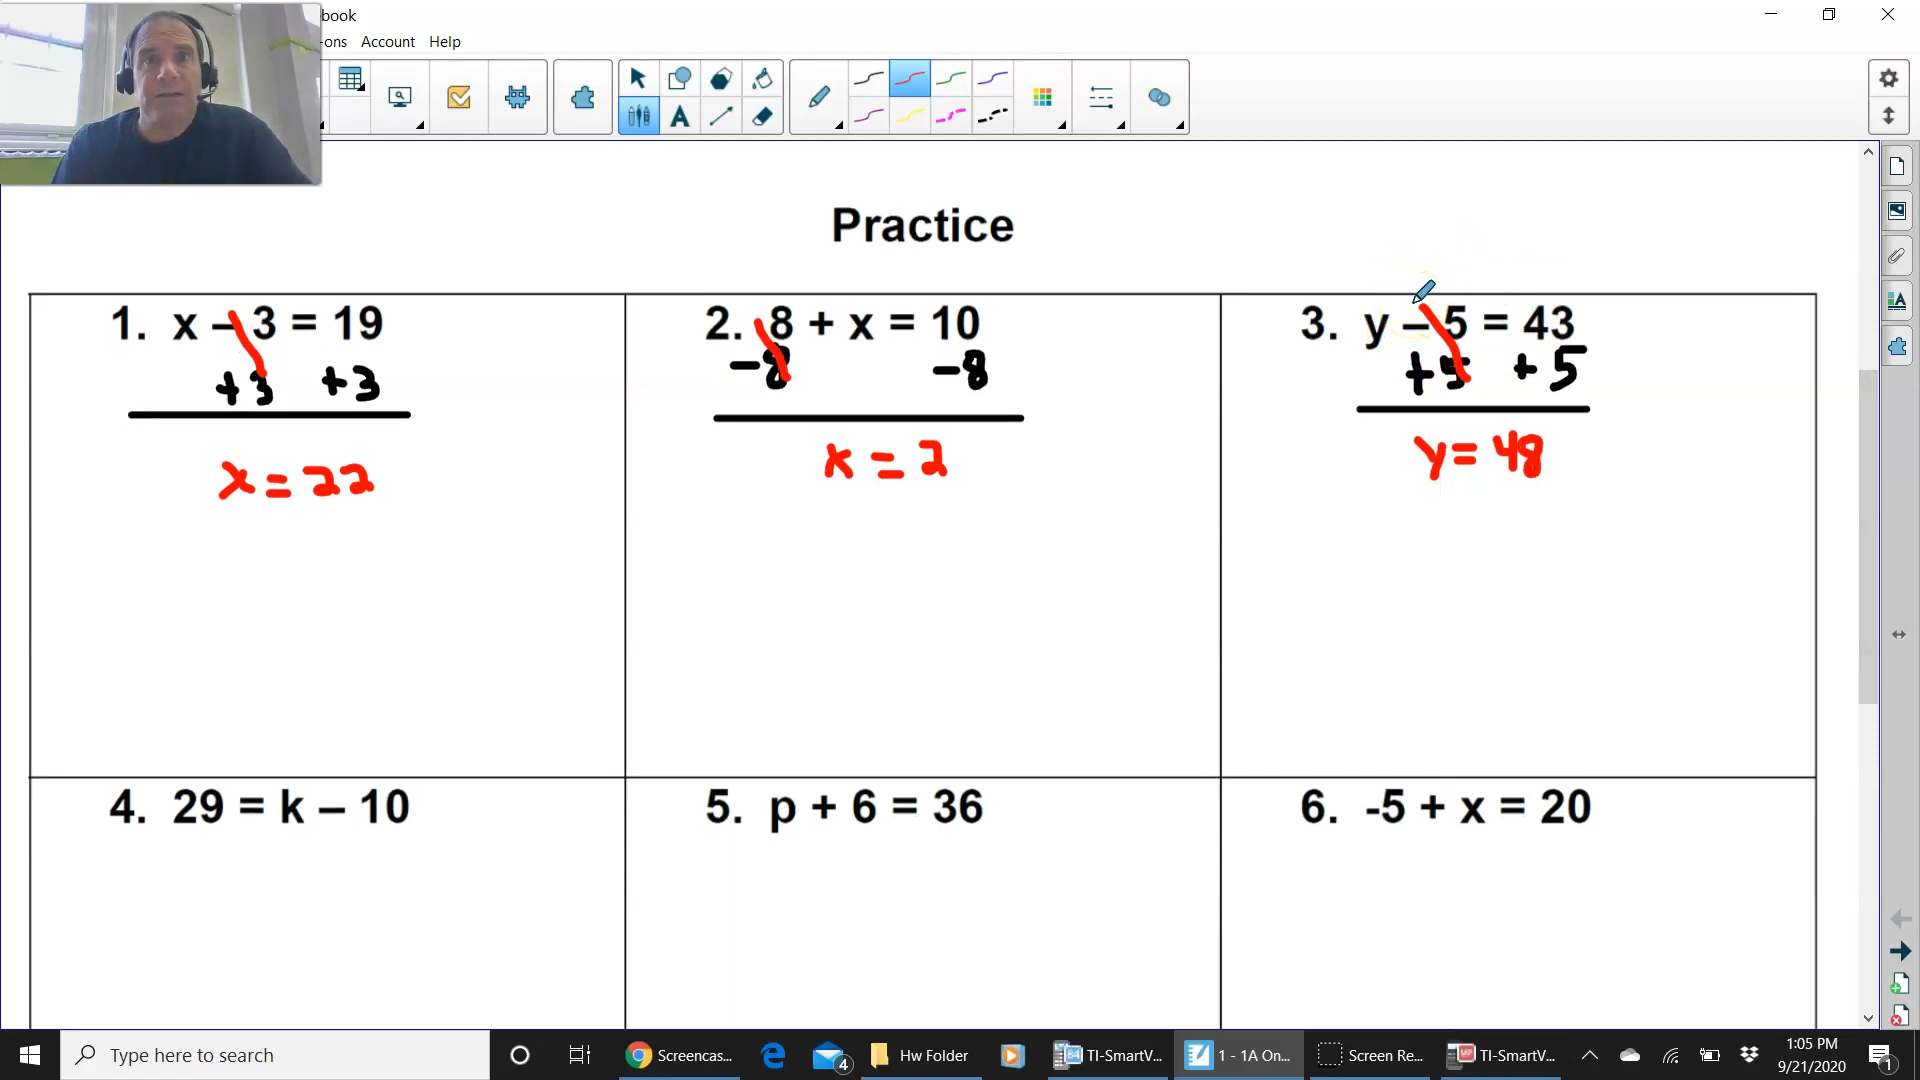 book
-ons Account Help
Practice
1. x – 3 = 19
+3 +3
x = 22
2. 8 + x = 10
-8 -8
x = 2
3. y – 5 = 43
+5 +5
y = 48
4. 29 = k – 10
5. p + 6 = 36
6. -5 + x = 20
Type here to search
4
Screencas...
Hw Folder
TI-SmartV...
1 - 1A On...
Screen Re...
TI-SmartV...
1:05 PM
9/21/2020
1